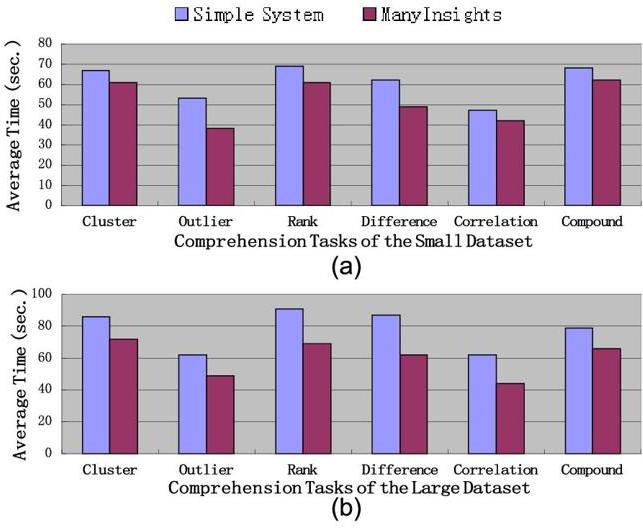 Simple System ManyInsights
Average Time (sec.)
80
70
60
50
40
30
20
10
0
Cluster Outlier Rank Difference Correlation Compound
Comprehension Tasks of the Small Dataset
(a)
Average Time (sec.)
100
80
60
40
20
0
Cluster Outlier Rank Difference Correlation Compound
Comprehension Tasks of the Large Dataset
(b)